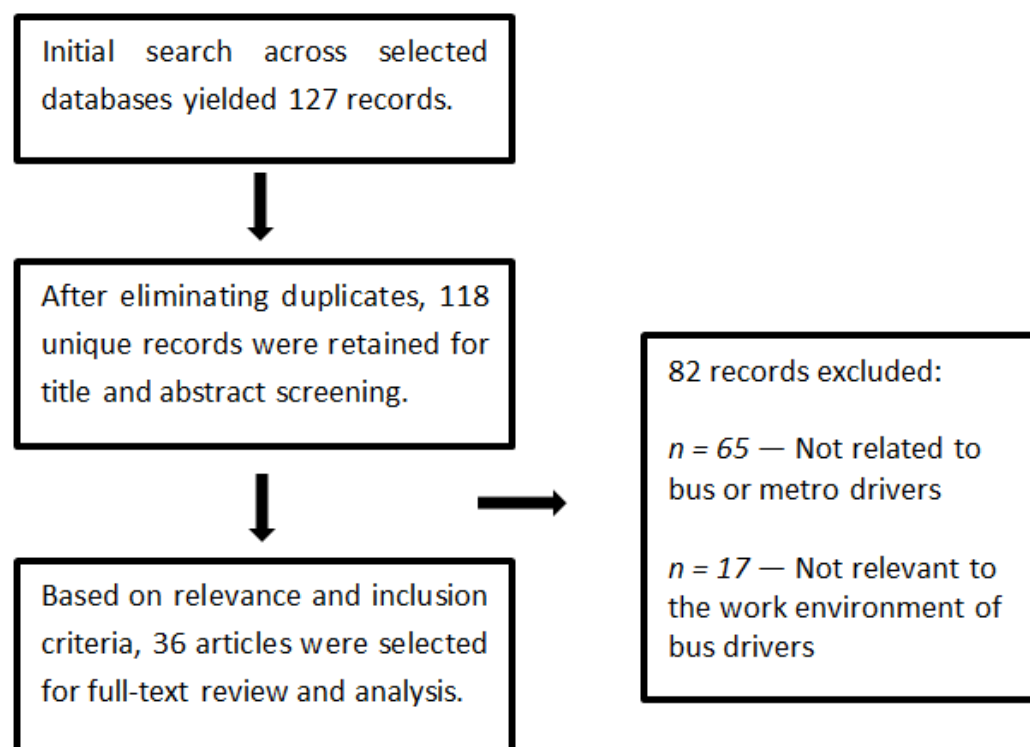 Initial search across selected
databases yielded 127 records.
After eliminating duplicates, 118
unique records were retained for
title and abstract screening.
82 records excluded:
n = 65 — Not related to
bus or metro drivers
n = 17 — Not relevant to
the work environment of
bus drivers
Based on relevance and inclusion
criteria, 36 articles were selected
for full-text review and analysis.